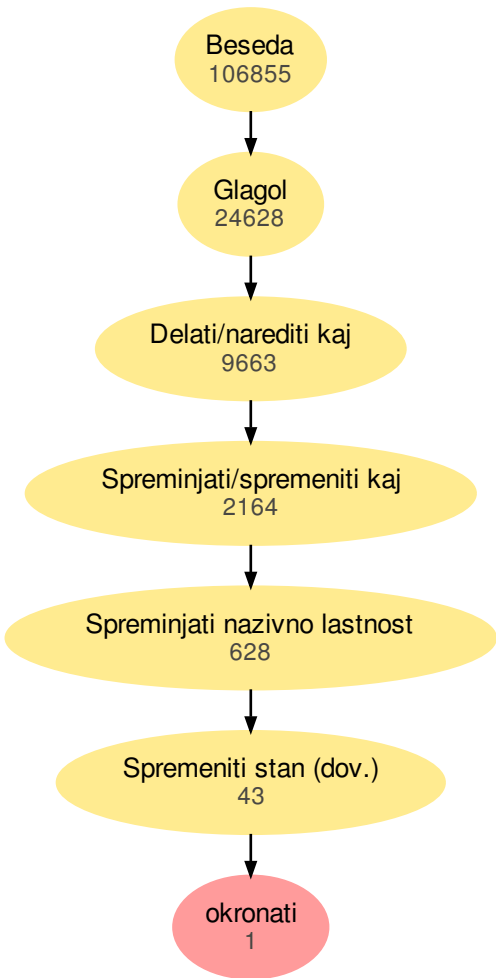 Beseda
106855
Glagol
24628
Delati/narediti kaj
9663
Spreminjati/spremeniti kaj
2164
Spreminjati nazivno lastnost
628
Spremeniti stan (dov.)
43
okronati
1